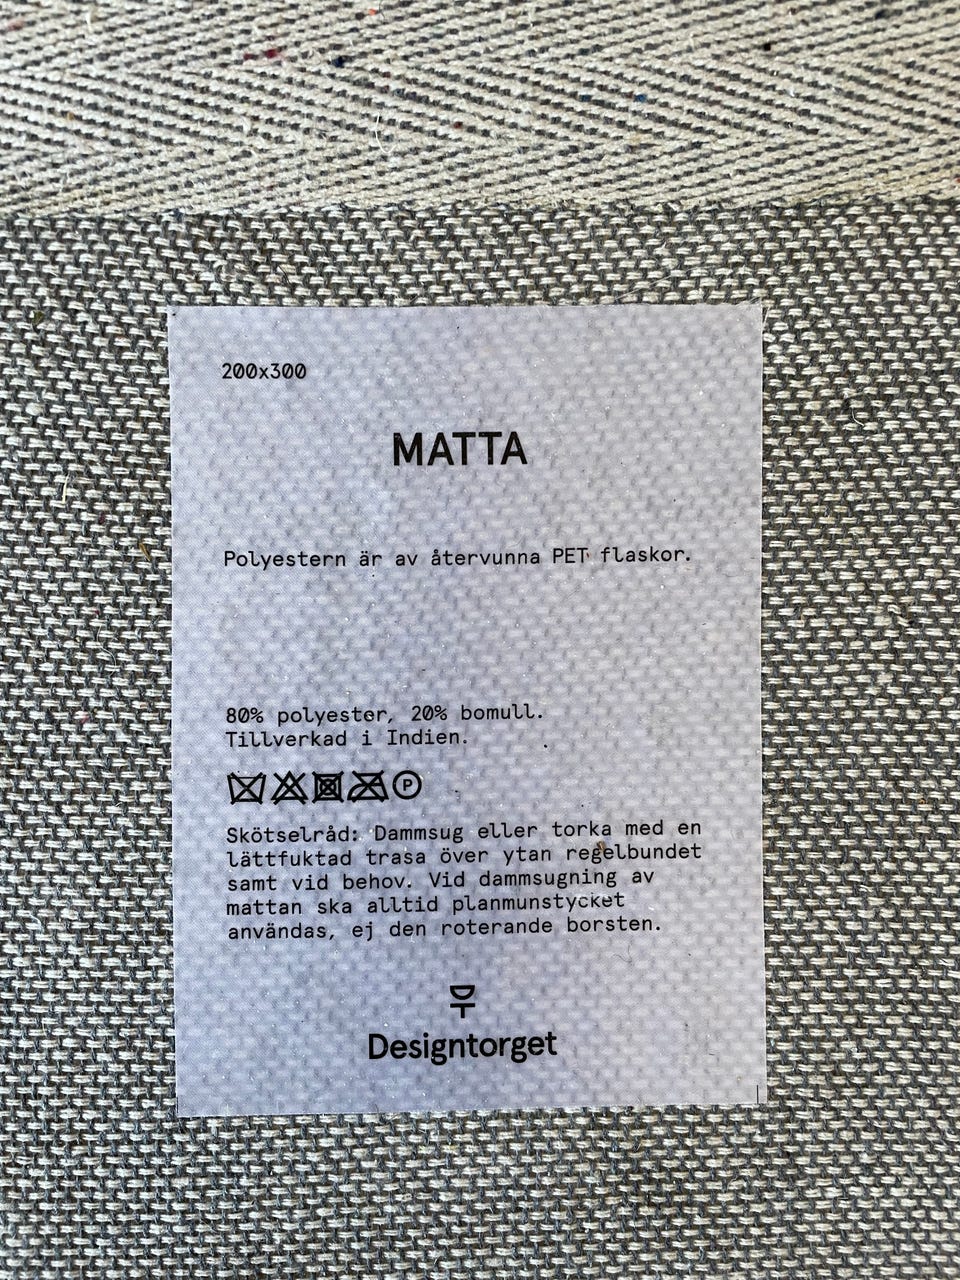 200x300
MATTA
Polyestern är av återvunna PET flaskor.
80% polyester, 20% bomull.
Tillverkad i Indien.
P
Skötselråd: Dammsug eller torka med en
lättfuktad trasa över ytan regelbundet
samt vid behov. Vid dammsugning av
mattan ska alltid planmunstycket
användas, ej den roterande borsten.
Designtorget